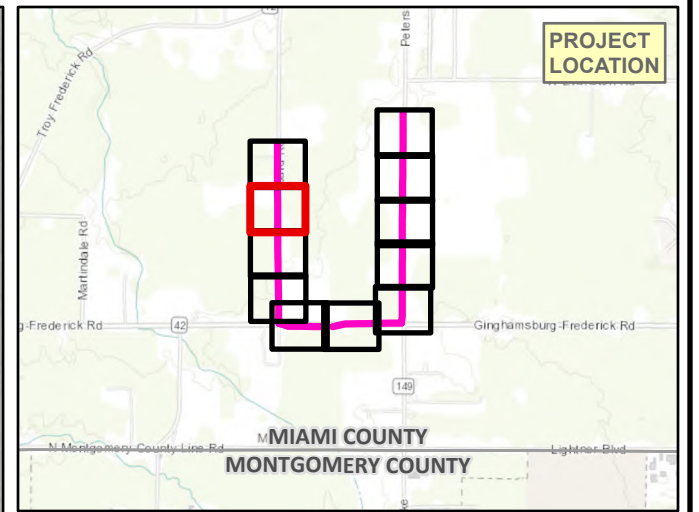 PROJECT
LOCATION
Troy Frederick Rd
Peters
Martindale Rd
g-Frederick Rd
42
Ginghamsburg-Frederick Rd
149
MIAMI COUNTY
N Montgomery County Line Rd
Lightner Blvd
MONTGOMERY COUNTY